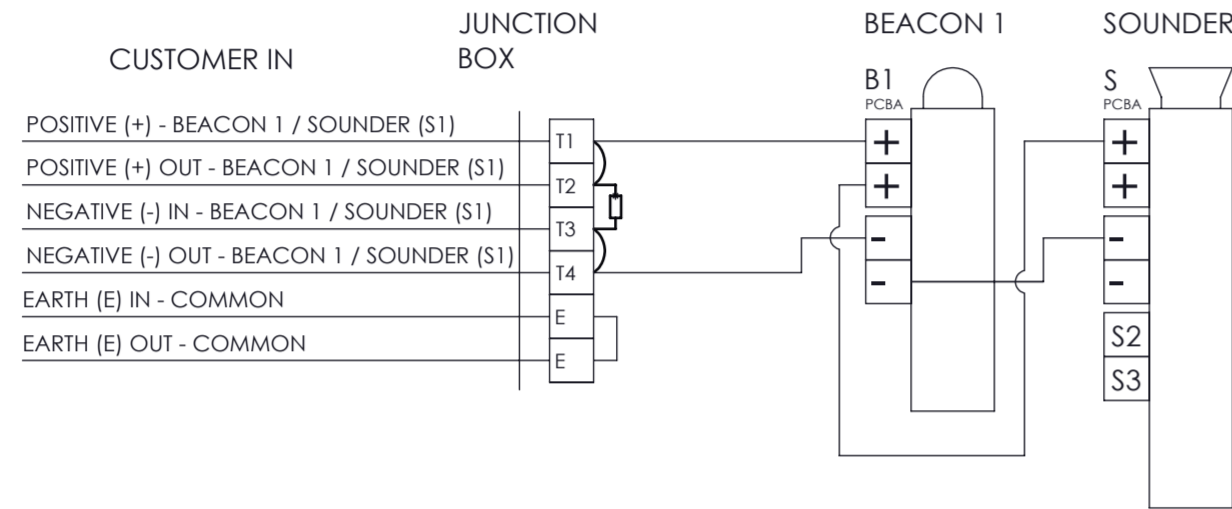 JUNCTION
BOX
BEACON 1
SOUNDER
CUSTOMER IN
B1
PCBA
S
PCBA
POSITIVE (+) - BEACON 1 / SOUNDER (S1)
POSITIVE (+) OUT - BEACON 1 / SOUNDER (S1)
NEGATIVE (-) IN - BEACON 1 / SOUNDER (S1)
NEGATIVE (-) OUT - BEACON 1 / SOUNDER (S1)
EARTH (E) IN - COMMON
EARTH (E) OUT - COMMON
T1
T2
*
T3
T4
E
E
+
+
-
-
+
+
-
-
S2
S3